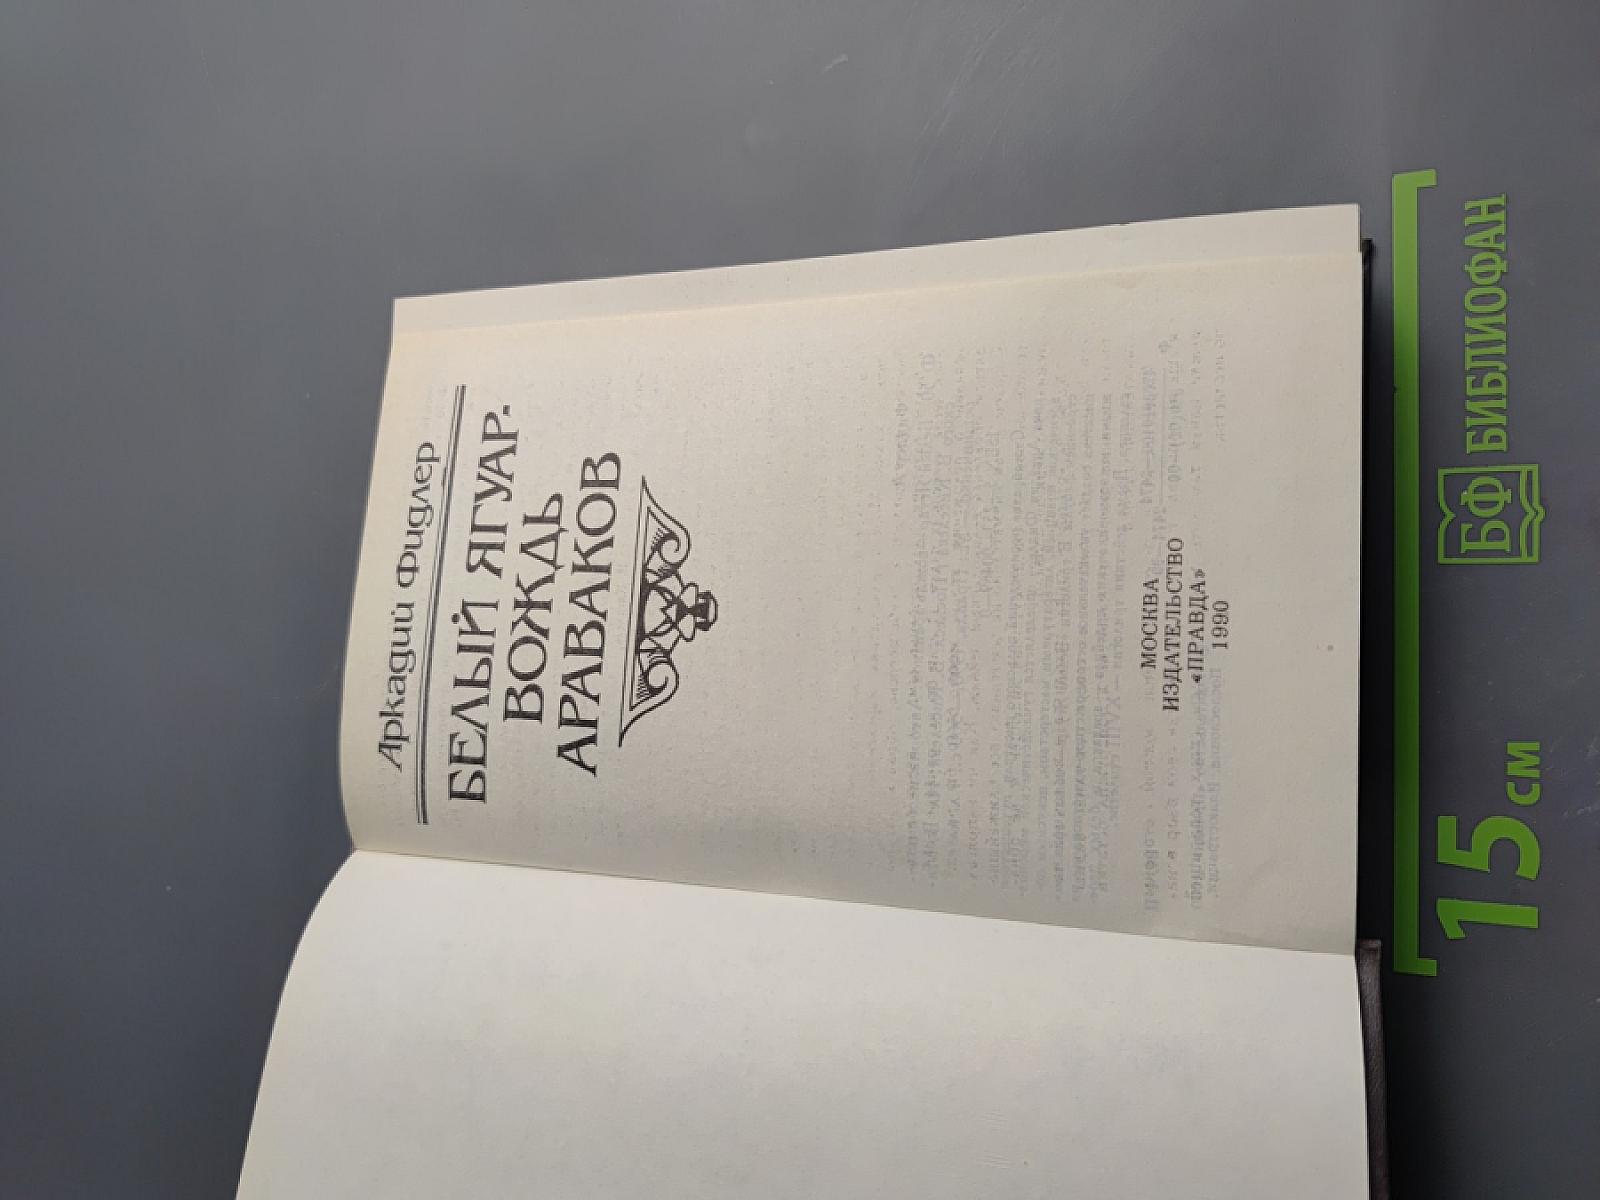 Аркадий Фидлер
БЕЛЫЙ ЯГУАР-
ВОЖДЬ
АРАВАКОВ
МОСКВА
ИЗДАТЕЛЬСТВО
«ПРАВДА»
1990
15 см
БФ БИБЛИОФАН